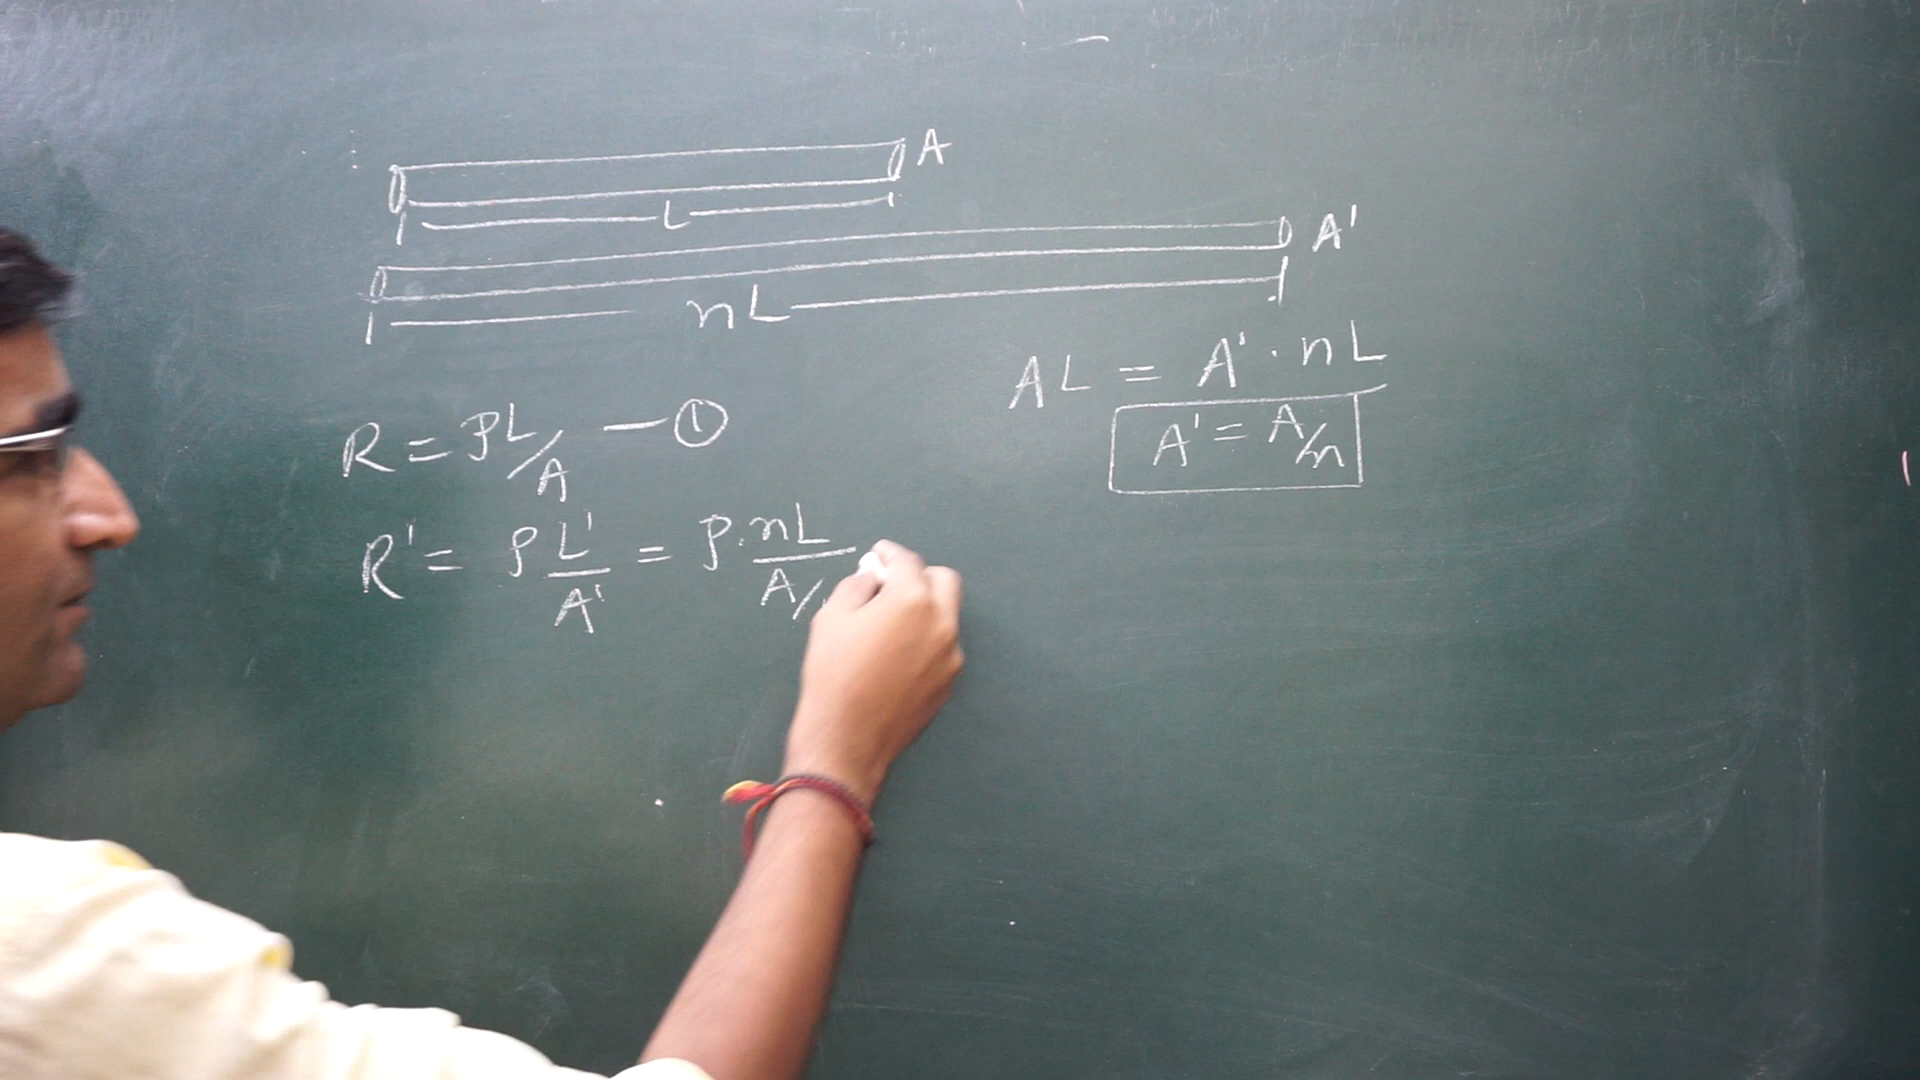 A
L
A'
nL
AL = A' · nL
A' = A/n
R = ρL/A — ①
R' = ρ L'/A' = ρ · nL/A/